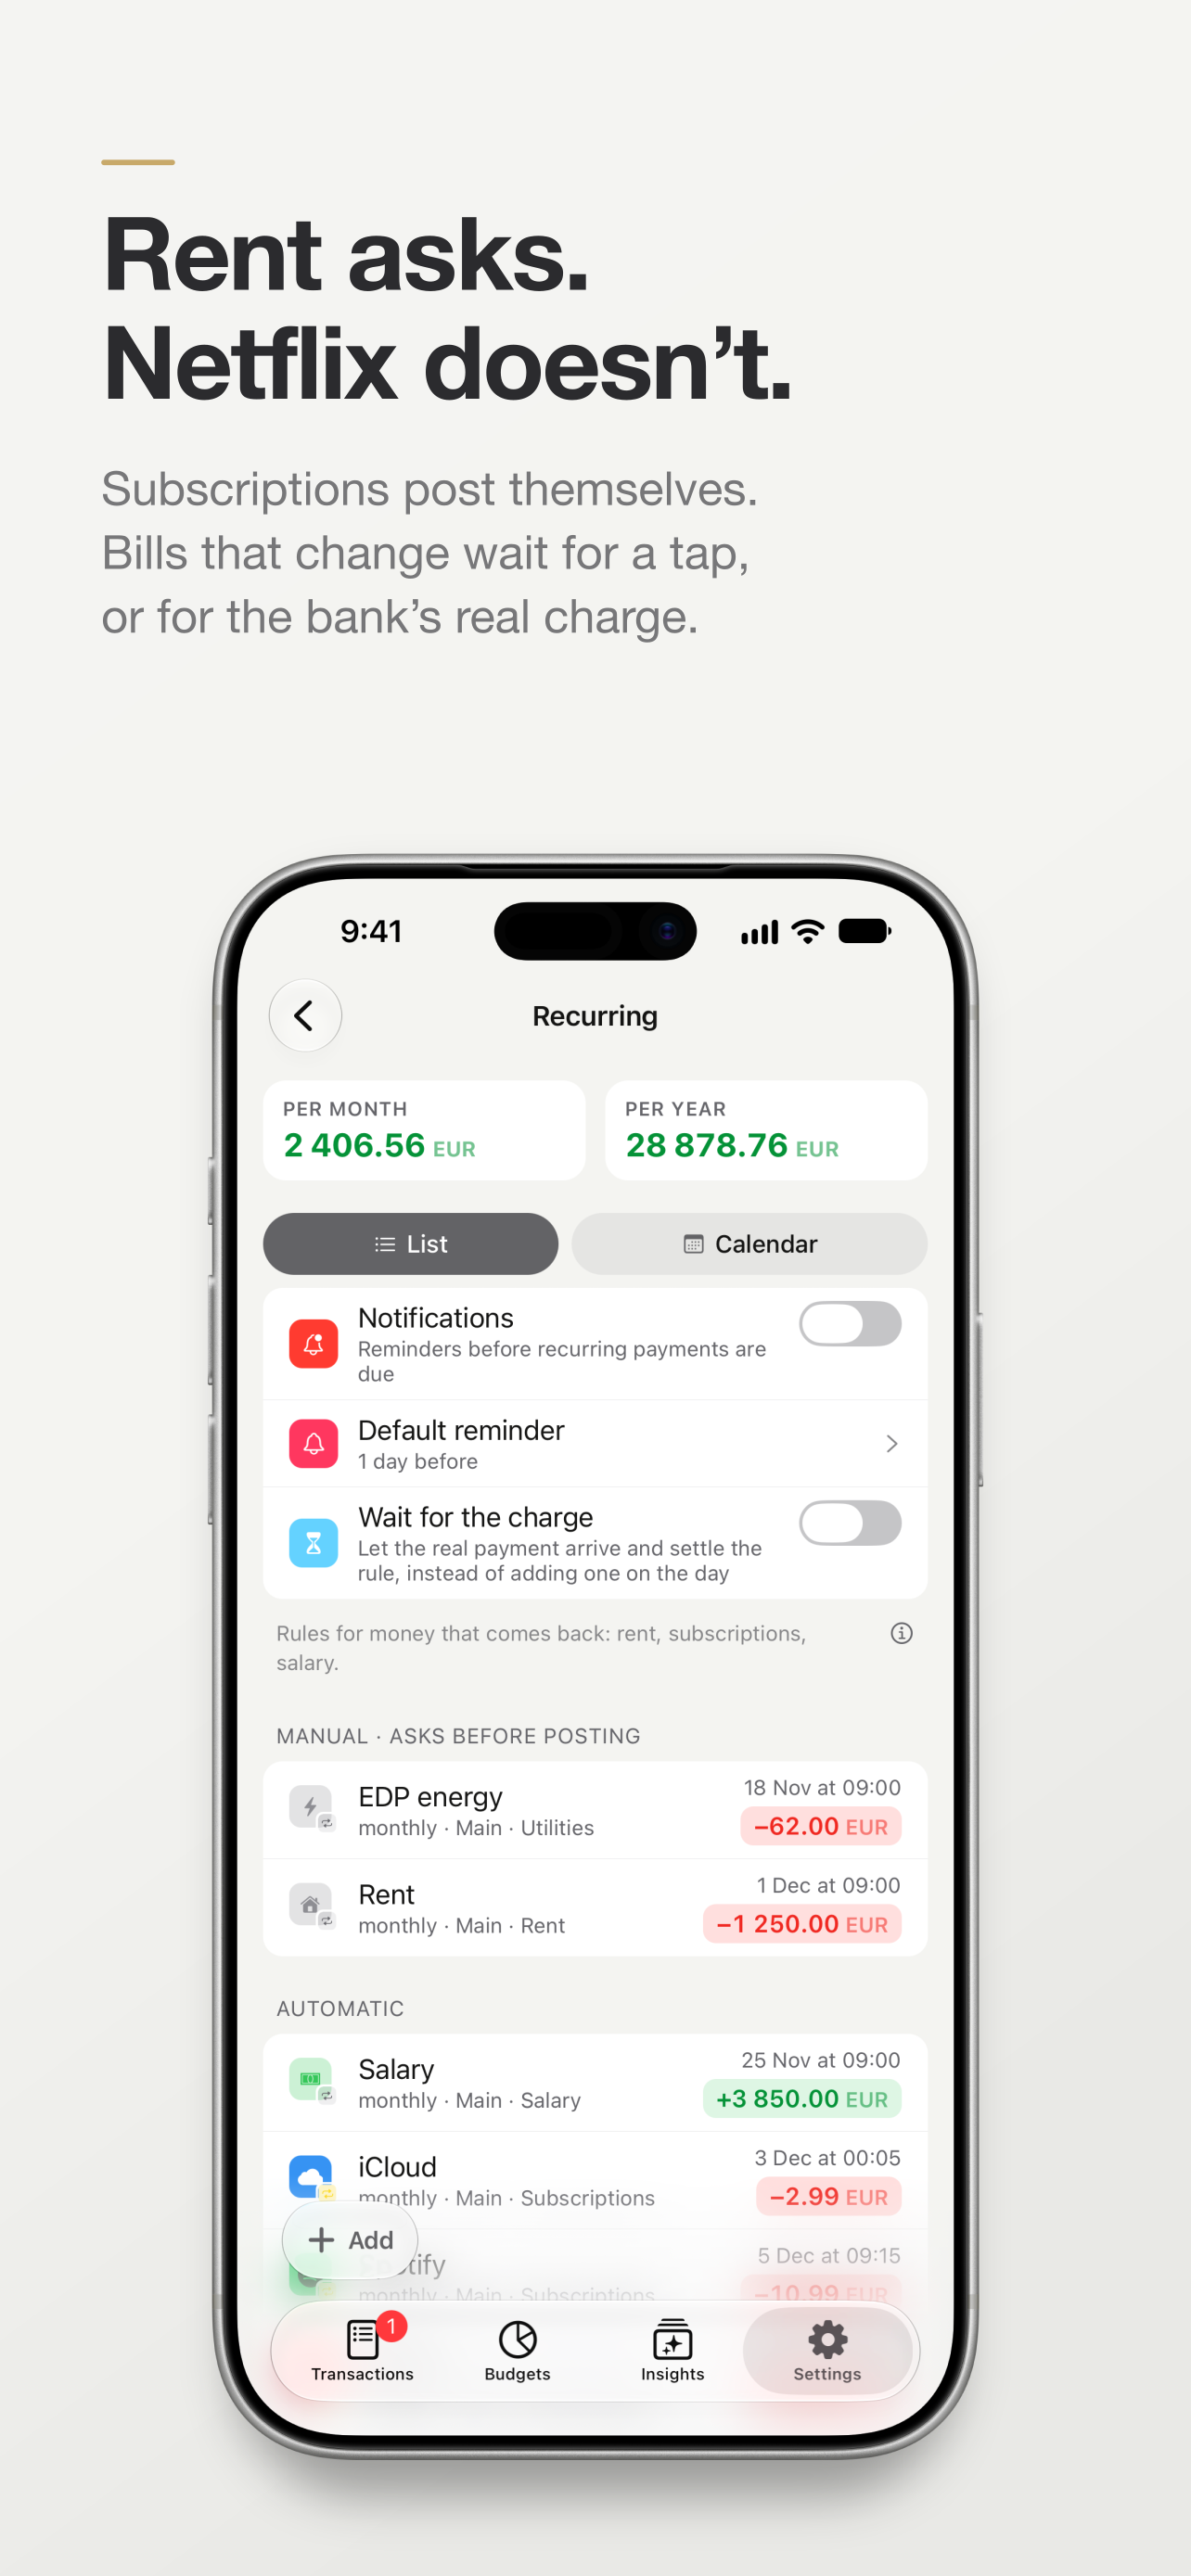 Rent asks.
Netflix doesn’t.
Subscriptions post themselves.
Bills that change wait for a tap,
or for the bank’s real charge.
9:41
Recurring
PER MONTH
2 406.56 EUR
PER YEAR
28 878.76 EUR
List
Calendar
Notifications
Reminders before recurring payments are
due
Default reminder
1 day before
Wait for the charge
Let the real payment arrive and settle the
rule, instead of adding one on the day
Rules for money that comes back: rent, subscriptions,
salary.
MANUAL · ASKS BEFORE POSTING
EDP energy
monthly · Main · Utilities
18 Nov at 09:00
−62.00 EUR
Rent
monthly · Main · Rent
1 Dec at 09:00
−1 250.00 EUR
AUTOMATIC
Salary
monthly · Main · Salary
25 Nov at 09:00
+3 850.00 EUR
iCloud
monthly · Main · Subscriptions
3 Dec at 00:05
−2.99 EUR
Add
Spotify
monthly · Main · Subscriptions
5 Dec at 09:15
−10.99 EUR
1
Transactions
Budgets
Insights
Settings